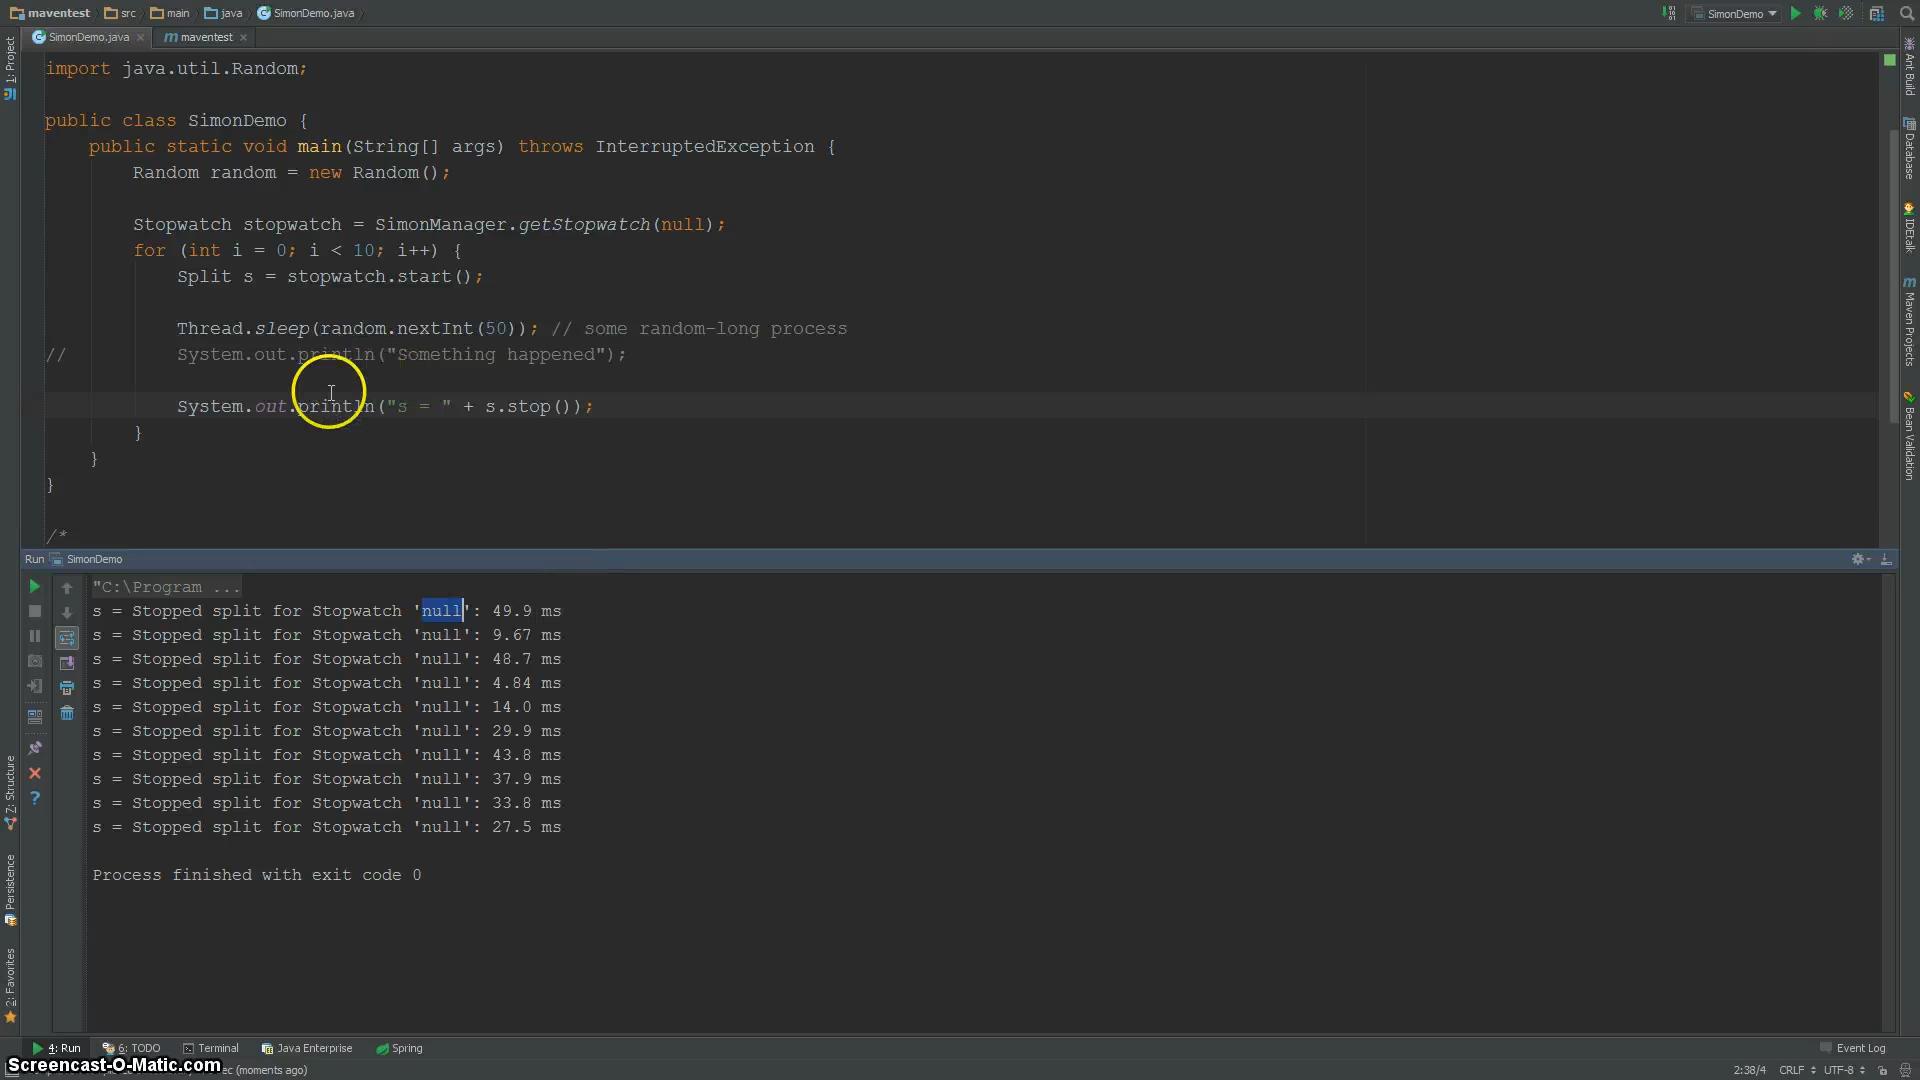 maventest src main java SimonDemo.java SimonDemo
SimonDemo.java maventest
1: Project
import java.util.Random;
public class SimonDemo {
public static void main(String[] args) throws InterruptedException {
Random random = new Random();
Stopwatch stopwatch = SimonManager.getStopwatch(null);
for (int i = 0; i < 10; i++) {
Split s = stopwatch.start();
Thread.sleep(random.nextInt(50)); // some random-long process
// System.out.println("Something happened");
System.out.println("s = " + s.stop());
}
}
}
/*
Ant Build
Database
IDEtalk
Maven Projects
Bean Validation
Run SimonDemo
"C:\Program ...
s = Stopped split for Stopwatch 'null': 49.9 ms
s = Stopped split for Stopwatch 'null': 9.67 ms
s = Stopped split for Stopwatch 'null': 48.7 ms
s = Stopped split for Stopwatch 'null': 4.84 ms
s = Stopped split for Stopwatch 'null': 14.0 ms
s = Stopped split for Stopwatch 'null': 29.9 ms
s = Stopped split for Stopwatch 'null': 43.8 ms
s = Stopped split for Stopwatch 'null': 37.9 ms
s = Stopped split for Stopwatch 'null': 33.8 ms
s = Stopped split for Stopwatch 'null': 27.5 ms
Process finished with exit code 0
Z: Structure
Persistence
2: Favorites
4: Run 6: TODO Terminal Java Enterprise Spring Event Log
Screencast-O-Matic.com (moments ago) 2:38/4 CRLF UTF-8